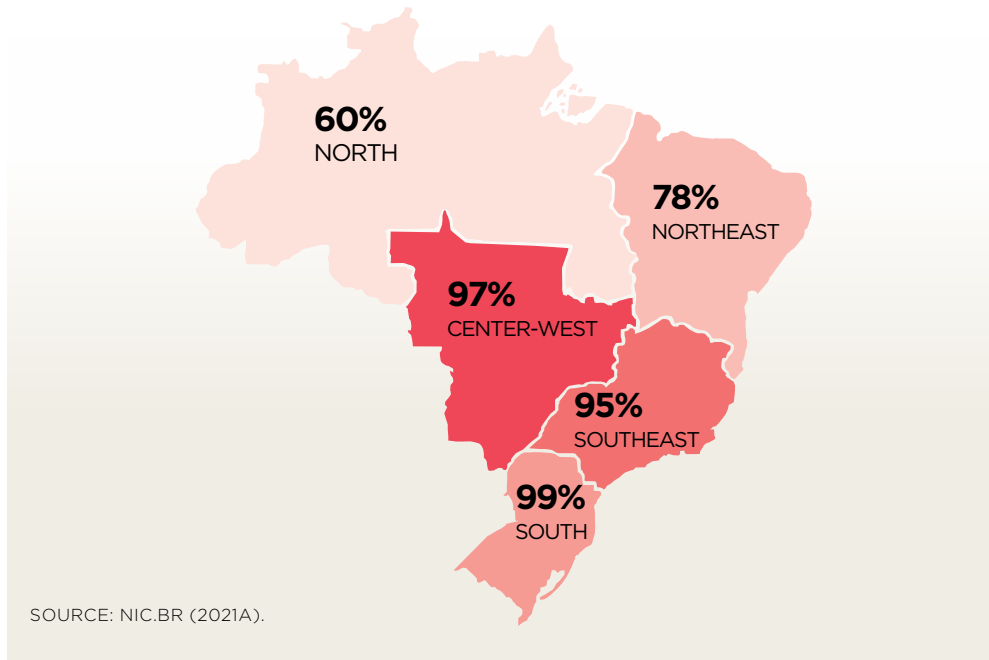 60%
NORTH
78%
NORTHEAST
97%
CENTER-WEST
95%
SOUTHEAST
99%
SOUTH
SOURCE: NIC.BR (2021A).